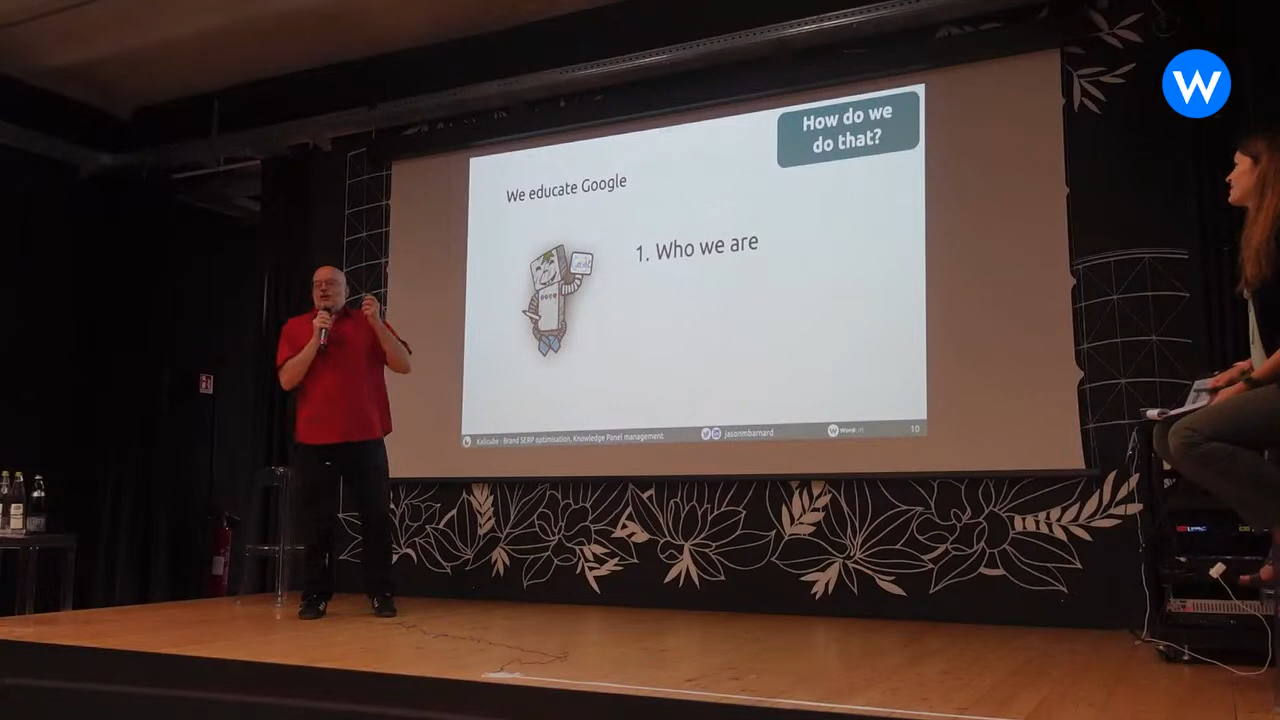 W
How do we
do that?
We educate Google
1. Who we are
Kalicube - Brand SERP optimisation, Knowledge Panel management
jasonmbarnard
10